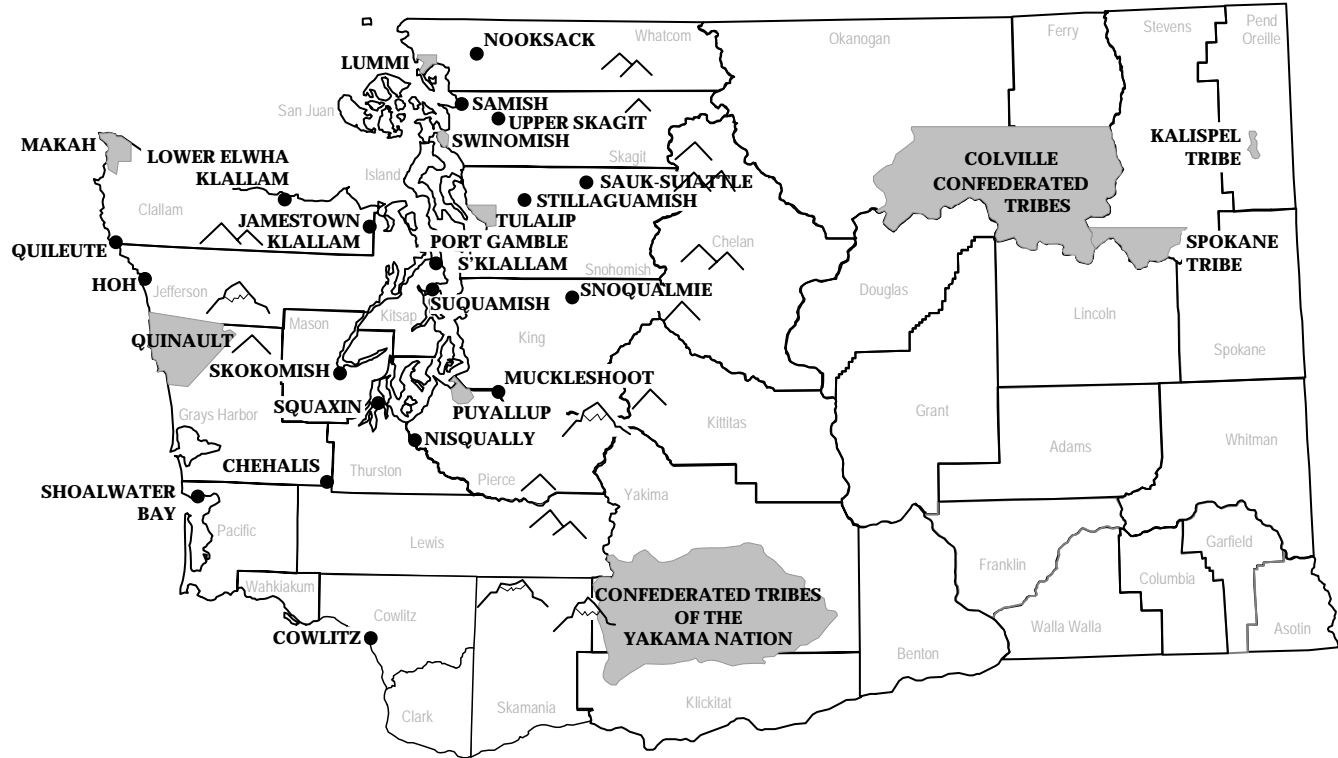 NOOKSACK
Whatcom
Okanogan
Ferry
Stevens
Pend
Oreille
LUMMI
San Juan
SAMISH
UPPER SKAGIT
SWINOMISH
Skagit
MAKAH
LOWER ELWHA
KLALLAM
Island
SAUK-SUIATTLE
STILLAGUAMISH
TULALIP
COLVILLE
CONFEDERATED
TRIBES
KALISPEL
TRIBE
Clallam
JAMESTOWN
KLALLAM
QUILEUTE
PORT GAMBLE
S'KLALLAM
Snohomish
Chelan
SPOKANE
TRIBE
HOH
Jefferson
SUQUAMISH
SNOQUALMIE
Douglas
Lincoln
Mason
Kitsap
King
QUINAULT
SKOKOMISH
Spokane
MUCKLESHOOT
SQUAXIN
PUYALLUP
Grays Harbor
Kittitas
Grant
NISQUALLY
Adams
Whitman
CHEHALIS
Thurston
Pierce
Yakima
SHOALWATER
BAY
Pacific
Lewis
Franklin
Garfield
Columbia
Wahkiakum
CONFEDERATED TRIBES
OF THE
YAKAMA NATION
Cowlitz
COWLITZ
Walla Walla
Asotin
Benton
Klickitat
Skamania
Clark